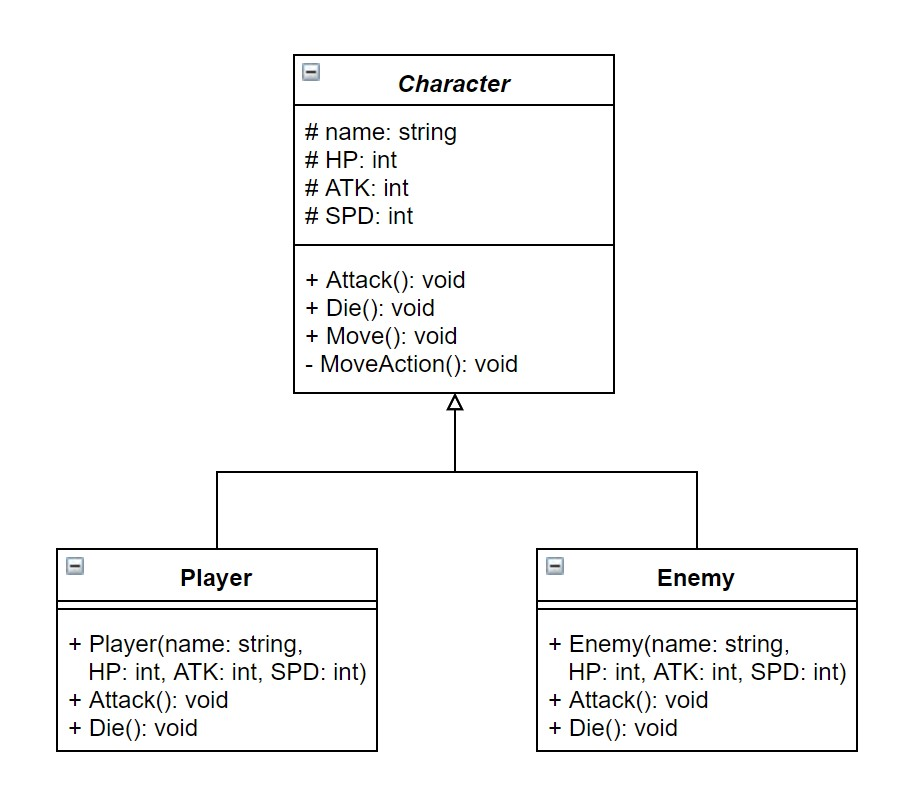 Character
# name: string
# HP: int
# ATK: int
# SPD: int
+ Attack(): void
+ Die(): void
+ Move(): void
- MoveAction(): void
Player
+ Player(name: string,
HP: int, ATK: int, SPD: int)
+ Attack(): void
+ Die(): void
Enemy
+ Enemy(name: string,
HP: int, ATK: int, SPD: int)
+ Attack(): void
+ Die(): void